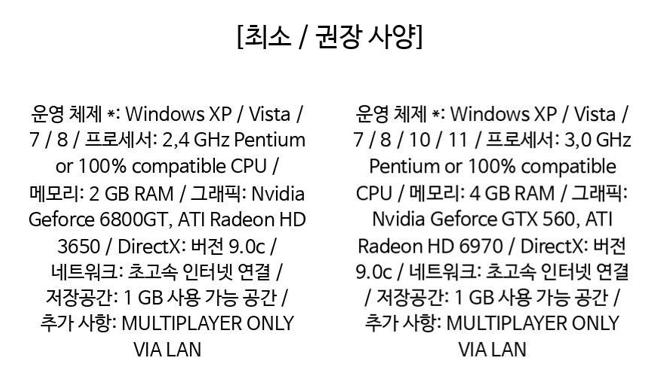 [최소 / 권장 사양]
운영 체제 *: Windows XP / Vista /
7 / 8 / 프로세서: 2,4 GHz Pentium
or 100% compatible CPU /
메모리: 2 GB RAM / 그래픽: Nvidia
Geforce 6800GT, ATI Radeon HD
3650 / DirectX: 버전 9.0c /
네트워크: 초고속 인터넷 연결 /
저장공간: 1 GB 사용 가능 공간 /
추가 사항: MULTIPLAYER ONLY
VIA LAN
운영 체제 *: Windows XP / Vista /
7 / 8 / 10 / 11 / 프로세서: 3,0 GHz
Pentium or 100% compatible
CPU / 메모리: 4 GB RAM / 그래픽:
Nvidia Geforce GTX 560, ATI
Radeon HD 6970 / DirectX: 버전
9.0c / 네트워크: 초고속 인터넷 연결
/ 저장공간: 1 GB 사용 가능 공간 /
추가 사항: MULTIPLAYER ONLY
VIA LAN